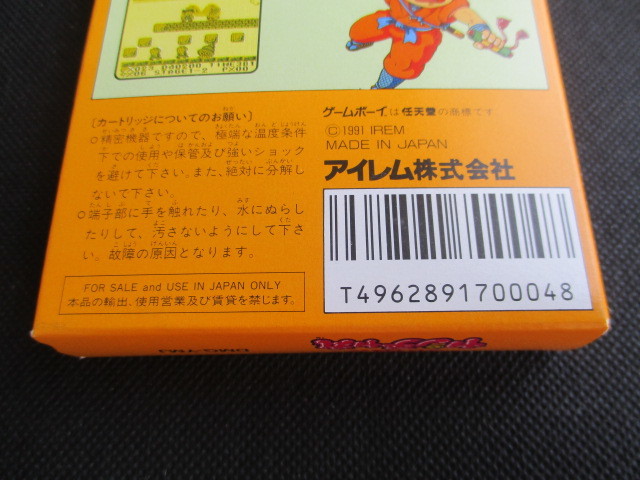 [カートリッジについてのお願い]
○精密機器ですので、極端な温度条件
下での使用や保管及び強いショック
を避けて下さい。また、絶対に分解し
ないで下さい。
○端子部に手を触れたり、水にぬらし
たりして、汚さないようにして下さ
い。故障の原因となります。
FOR SALE and USE IN JAPAN ONLY
本品の輸出、使用営業及び賃貸を禁じます。
ゲームボーイは任天堂の商標です
©1991 IREM
MADE IN JAPAN
アイレム株式会社
T4962891700048